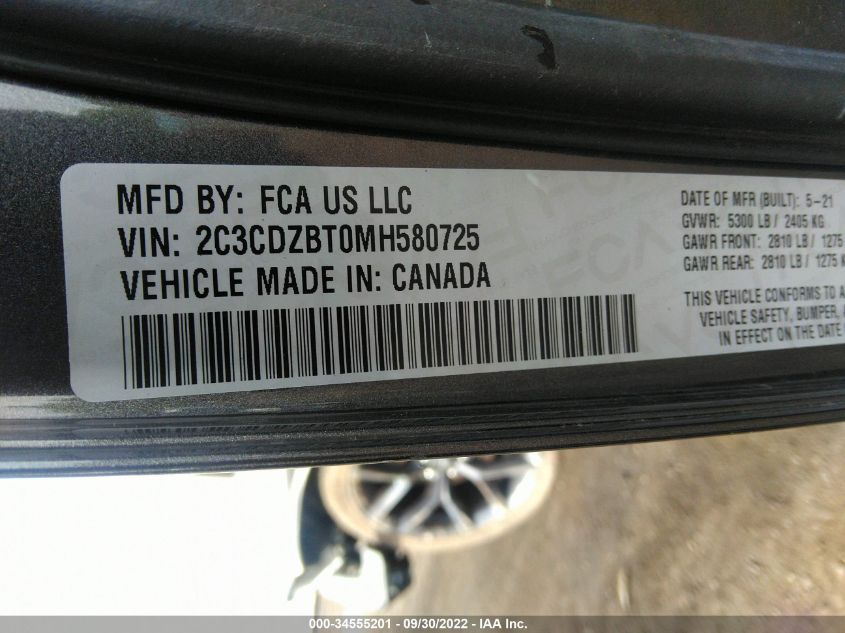 MFD BY: FCA US LLC
VIN: 2C3CDZBT0MH580725
VEHICLE MADE IN: CANADA
DATE OF MFR (BUILT): 5-21
GVWR: 5300 LB / 2405 KG
GAWR FRONT: 2810 LB / 1275
GAWR REAR: 2810 LB / 1275 K
THIS VEHICLE CONFORMS TO A
VEHICLE SAFETY, BUMPER,
IN EFFECT ON THE DATE
000-34555201 - 09/30/2022 - IEAI, Inc.